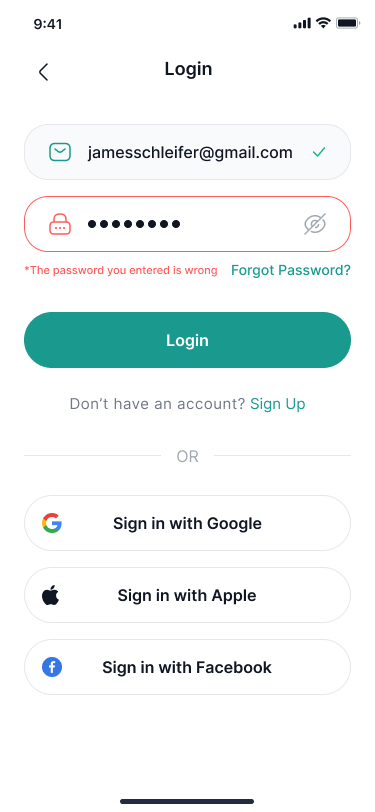 9:41
Login
jamesschleifer@gmail.com
*The password you entered is wrong Forgot Password?
Login
Don't have an account? Sign Up
OR
Sign in with Google
Sign in with Apple
Sign in with Facebook